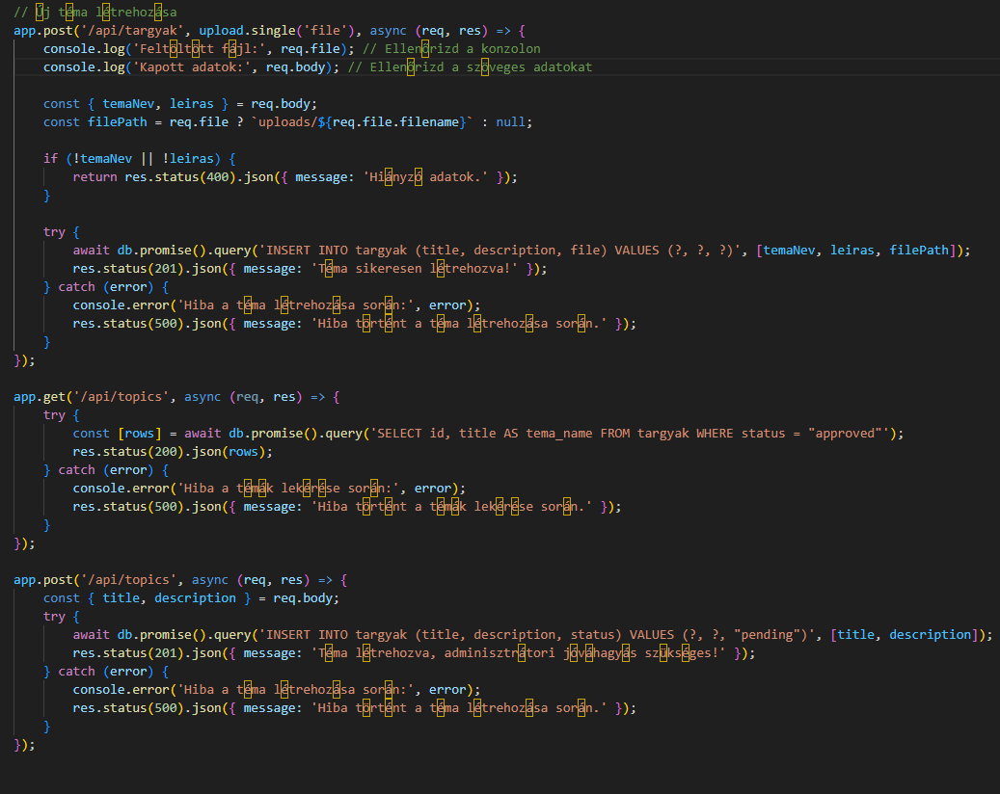 // Új téma létrehozása
app.post('/api/targyak', upload.single('file'), async (req, res) => {
    console.log('Feltöltött fájl:', req.file); // Ellenőrizd a konzolon
    console.log('Kapott adatok:', req.body); // Ellenőrizd a szöveges adatokat
    const { temaNev, leiras } = req.body;
    const filePath = req.file ? `uploads/${req.file.filename}` : null;
    if (!temaNev || !leiras) {
        return res.status(400).json({ message: 'Hiányzó adatok.' });
    }
    try {
        await db.promise().query('INSERT INTO targyak (title, description, file) VALUES (?, ?, ?)', [temaNev, leiras, filePath]);
        res.status(201).json({ message: 'Téma sikeresen létrehozva!' });
    } catch (error) {
        console.error('Hiba a téma létrehozása során:', error);
        res.status(500).json({ message: 'Hiba történt a téma létrehozása során.' });
    }
});
app.get('/api/topics', async (req, res) => {
    try {
        const [rows] = await db.promise().query('SELECT id, title AS tema_name FROM targyak WHERE status = "approved"');
        res.status(200).json(rows);
    } catch (error) {
        console.error('Hiba a témák lekérése során:', error);
        res.status(500).json({ message: 'Hiba történt a témák lekérése során.' });
    }
});
app.post('/api/topics', async (req, res) => {
    const { title, description } = req.body;
    try {
        await db.promise().query('INSERT INTO targyak (title, description, status) VALUES (?, ?, "pending")', [title, description]);
        res.status(201).json({ message: 'Téma létrehozva, adminisztrátori jóváhagyás szükséges!' });
    } catch (error) {
        console.error('Hiba a téma létrehozása során:', error);
        res.status(500).json({ message: 'Hiba történt a téma létrehozása során.' });
    }
});